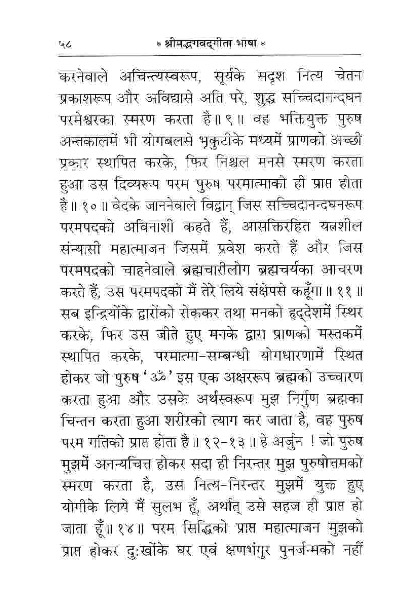 ५८
* श्रीमद्भगवद्‌गीता भाषा *
करनेवाले अचिन्त्यस्वरूप, सूर्यके सदृश नित्य चेतन
प्रकाशरूप और अविद्यासे अति परे, शुद्ध सच्चिदानन्दघन
परमेश्वरका स्मरण करता है॥ ९॥ वह भक्तियुक्त पुरुष
अन्तकालमें भी योगबलसे भृकुटीके मध्यमें प्राणको अच्छी
प्रकार स्थापित करके, फिर निश्चल मनसे स्मरण करता
हुआ उस दिव्यरूप परम पुरुष परमात्माको ही प्राप्त होता
है॥ १०॥ वेदके जाननेवाले विद्वान् जिस सच्चिदानन्दघनरूप
परमपदको अविनाशी कहते हैं, आसक्तिरहित यत्नशील
संन्यासी महात्माजन जिसमें प्रवेश करते हैं और जिस
परमपदको चाहनेवाले ब्रह्मचारीलोग ब्रह्मचर्यका आचरण
करते हैं, उस परमपदको मैं तेरे लिये संक्षेपसे कहूँगा॥ ११॥
सब इन्द्रियोंके द्वारोंको रोककर तथा मनको हृद्देशमें स्थिर
करके, फिर उस जीते हुए मनके द्वारा प्राणको मस्तकमें
स्थापित करके, परमात्मा-सम्बन्धी योगधारणामें स्थित
होकर जो पुरुष 'ॐ' इस एक अक्षररूप ब्रह्मको उच्चारण
करता हुआ और उसके अर्थस्वरूप मुझ निर्गुण ब्रह्मका
चिन्तन करता हुआ शरीरको त्याग कर जाता है, वह पुरुष
परम गतिको प्राप्त होता है॥ १२-१३॥ हे अर्जुन ! जो पुरुष
मुझमें अनन्यचित्त होकर सदा ही निरन्तर मुझ पुरुषोत्तमको
स्मरण करता है, उस नित्य-निरन्तर मुझमें युक्त हुए
योगीके लिये मैं सुलभ हूँ, अर्थात् उसे सहज ही प्राप्त हो
जाता हूँ॥ १४॥ परम सिद्धिको प्राप्त महात्माजन मुझको
प्राप्त होकर दुःखोंके घर एवं क्षणभंगुर पुनर्जन्मको नहीं